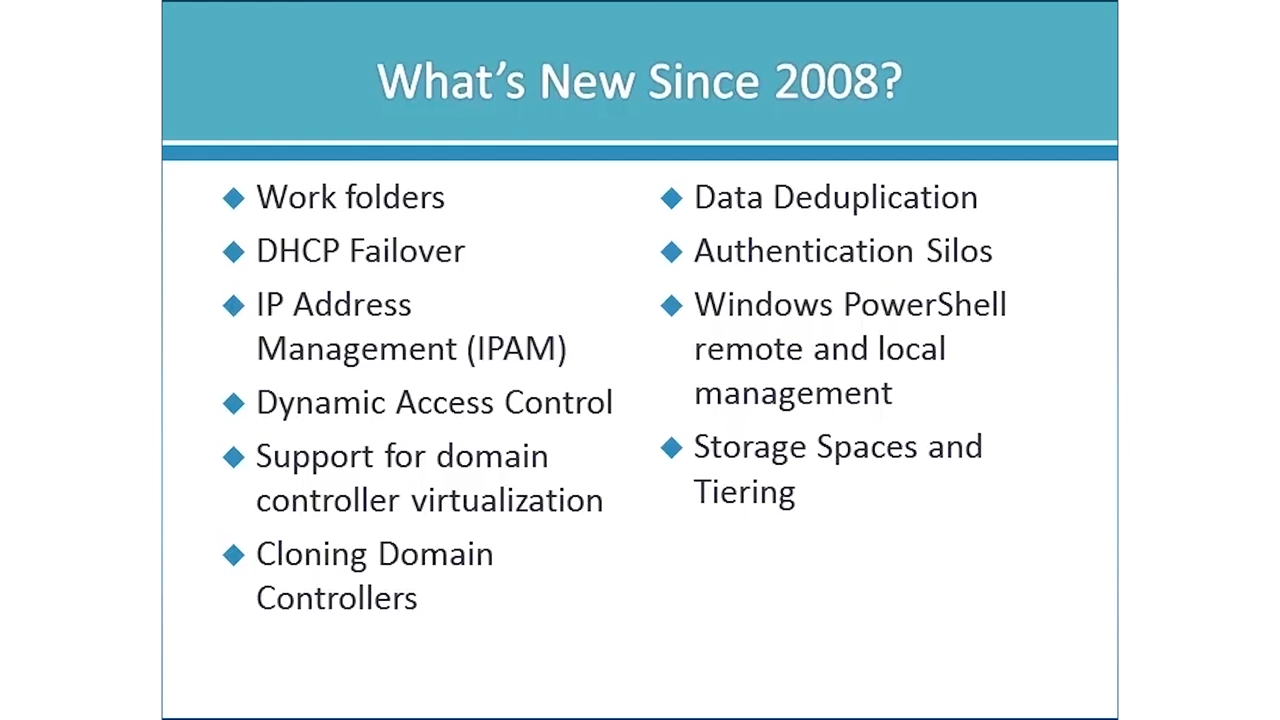 What's New Since 2008?
Work folders
DHCP Failover
IP Address
Management (IPAM)
Dynamic Access Control
Support for domain
controller virtualization
Cloning Domain
Controllers
Data Deduplication
Authentication Silos
Windows PowerShell
remote and local
management
Storage Spaces and
Tiering